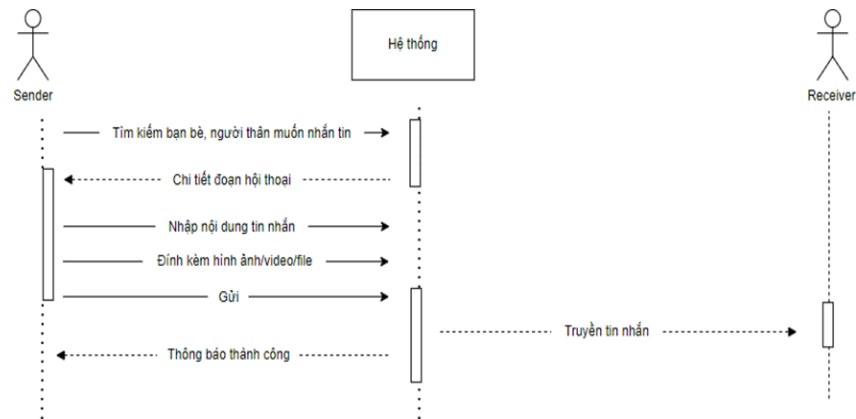 Hệ thống
Sender
Receiver
Tìm kiếm bạn bè, người thân muốn nhắn tin
Chi tiết đoạn hội thoại
Nhập nội dung tin nhắn
Đính kèm hình ảnh/video/file
Gửi
Truyền tin nhắn
Thông báo thành công